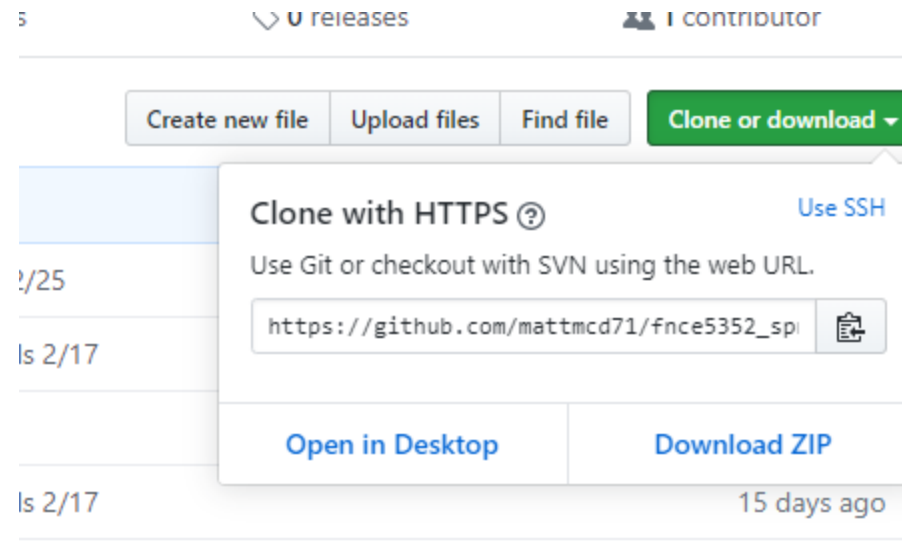 0 releases
1 contributor
Create new file
Upload files
Find file
Clone or download
Clone with HTTPS
Use SSH
Use Git or checkout with SVN using the web URL.
https://github.com/mattmcd71/fnce5352_sp
2/25
ls 2/17
Open in Desktop
Download ZIP
ls 2/17
15 days ago